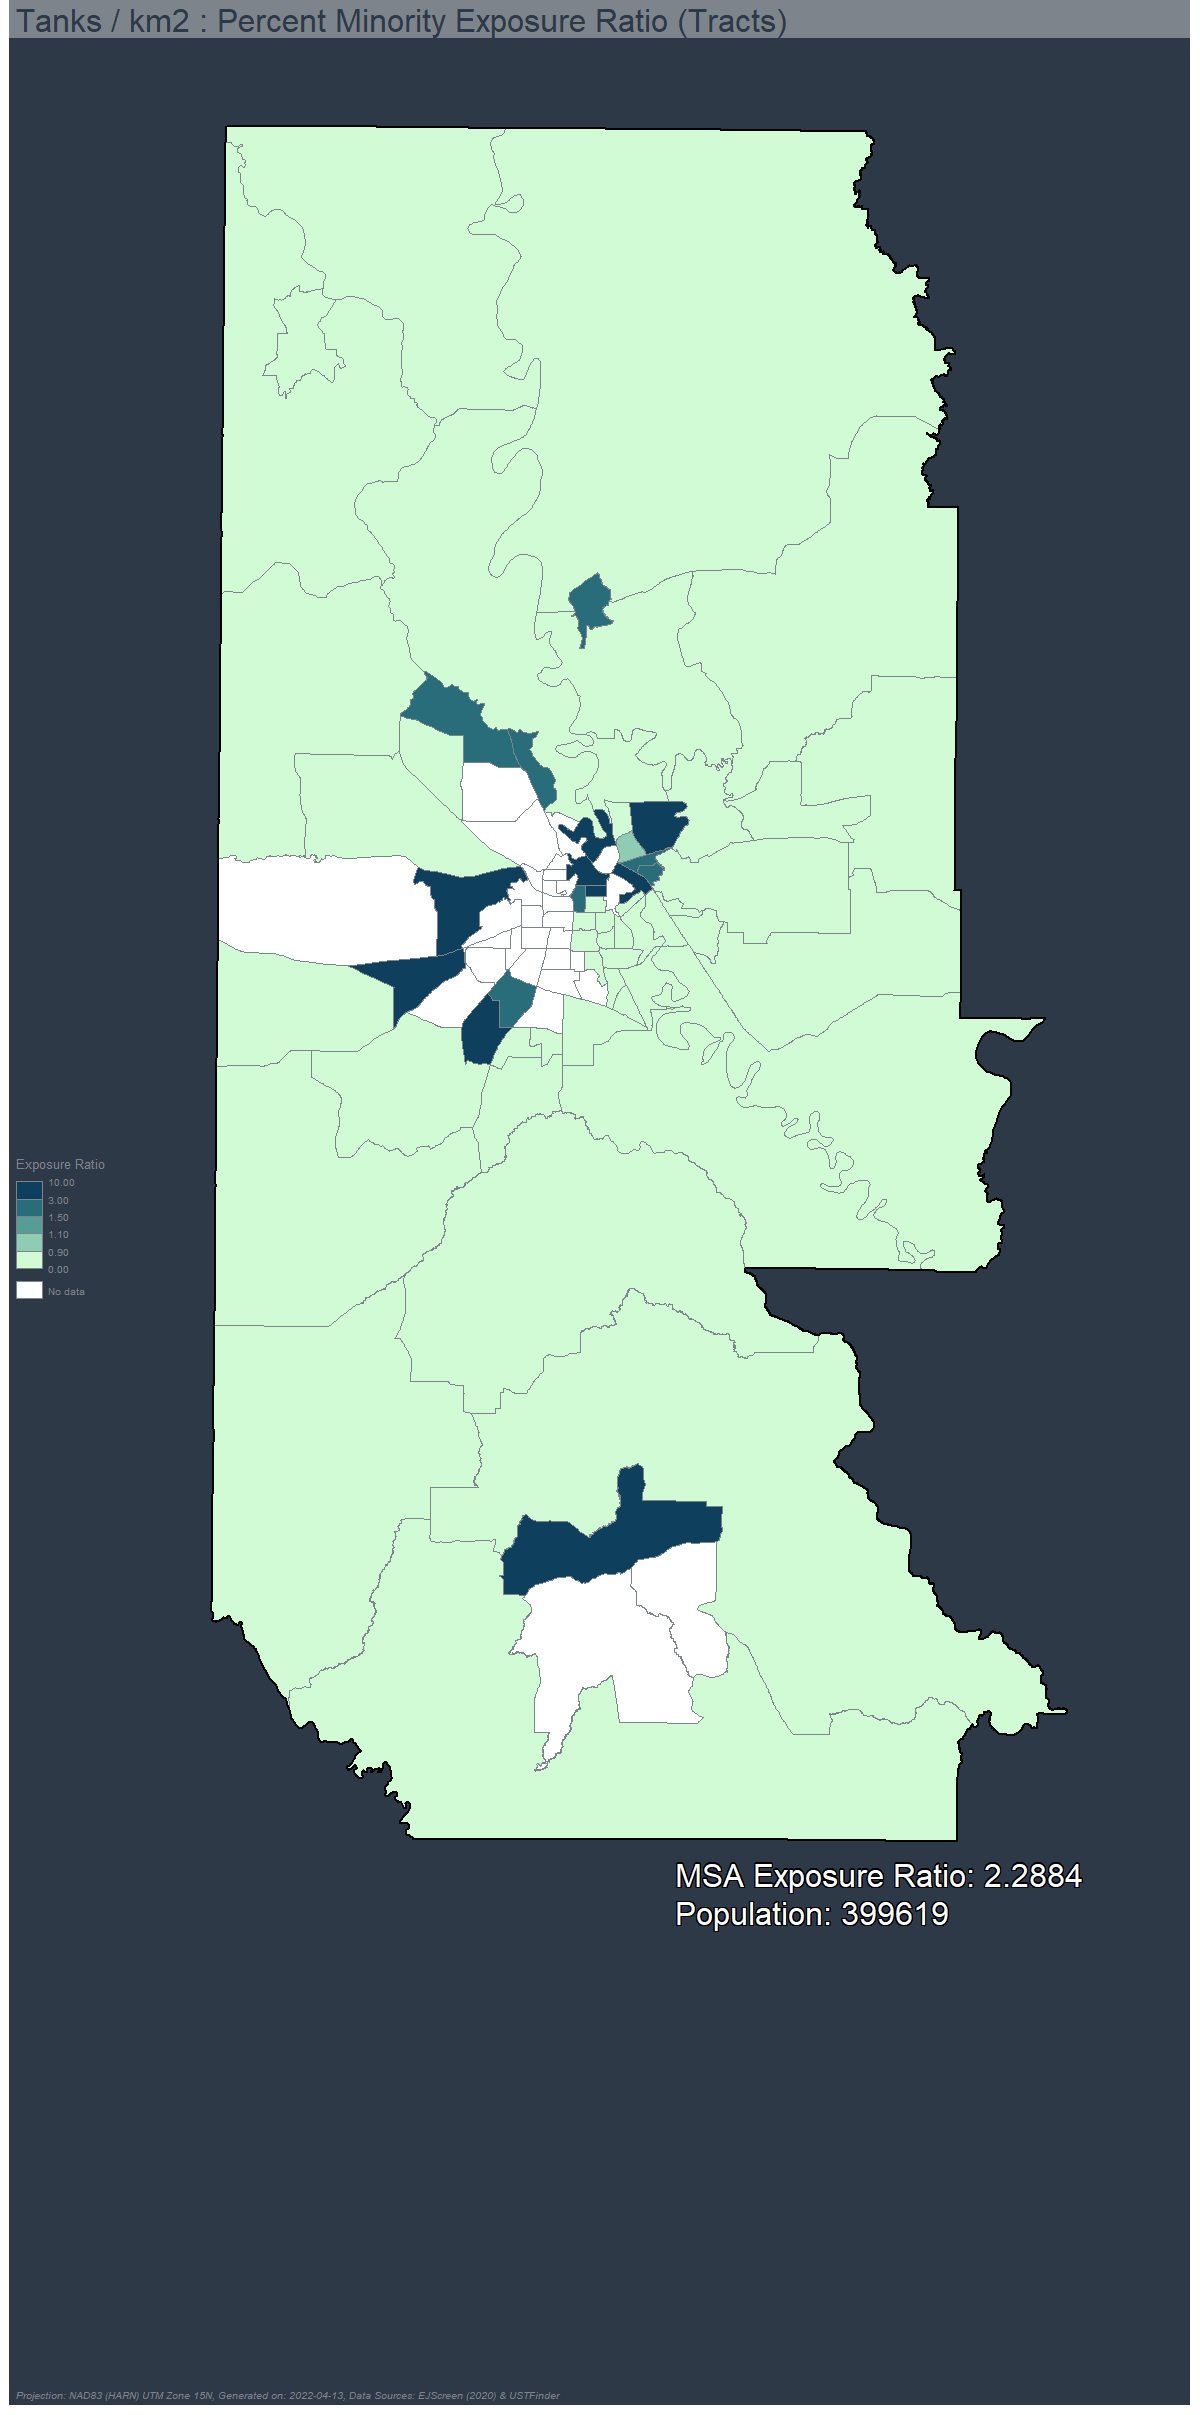 Tanks / km2 : Percent Minority Exposure Ratio (Tracts)
Exposure Ratio
10.00
3.00
1.50
1.10
0.90
0.00
No data
MSA Exposure Ratio: 2.2884
Population: 399619
Projection: NAD83 (HARN) UTM Zone 15N, Generated on: 2022-04-13, Data Sources: EJScreen (2020) & USTFinder